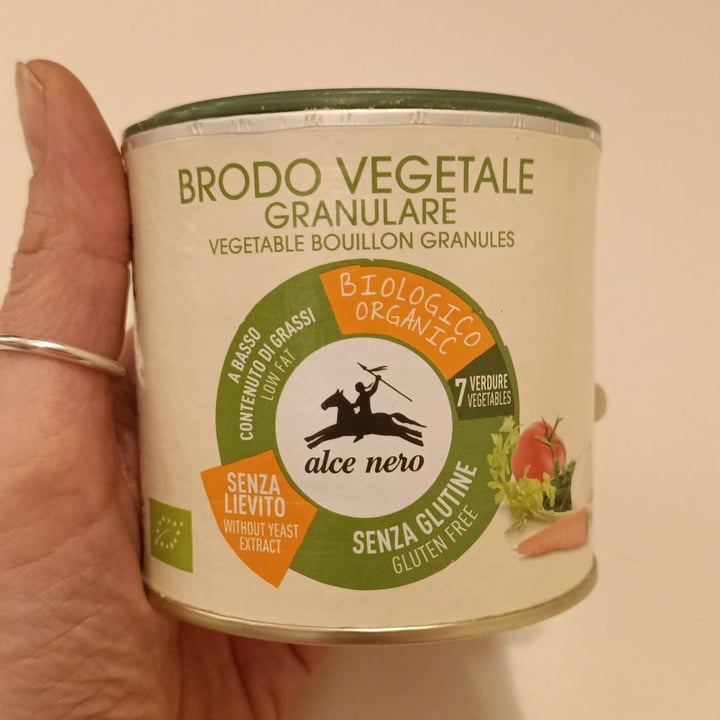 BRODO VEGETALE
GRANULARE
VEGETABLE BOUILLON GRANULES
BIOLOGICO
ORGANIC
A BASSO
CONTENUTO DI GRASSI
LOW FAT
7 VERDURE
VEGETABLES
alce nero
SENZA
LIEVITO
WITHOUT YEAST
EXTRACT
SENZA GLUTINE
GLUTEN FREE